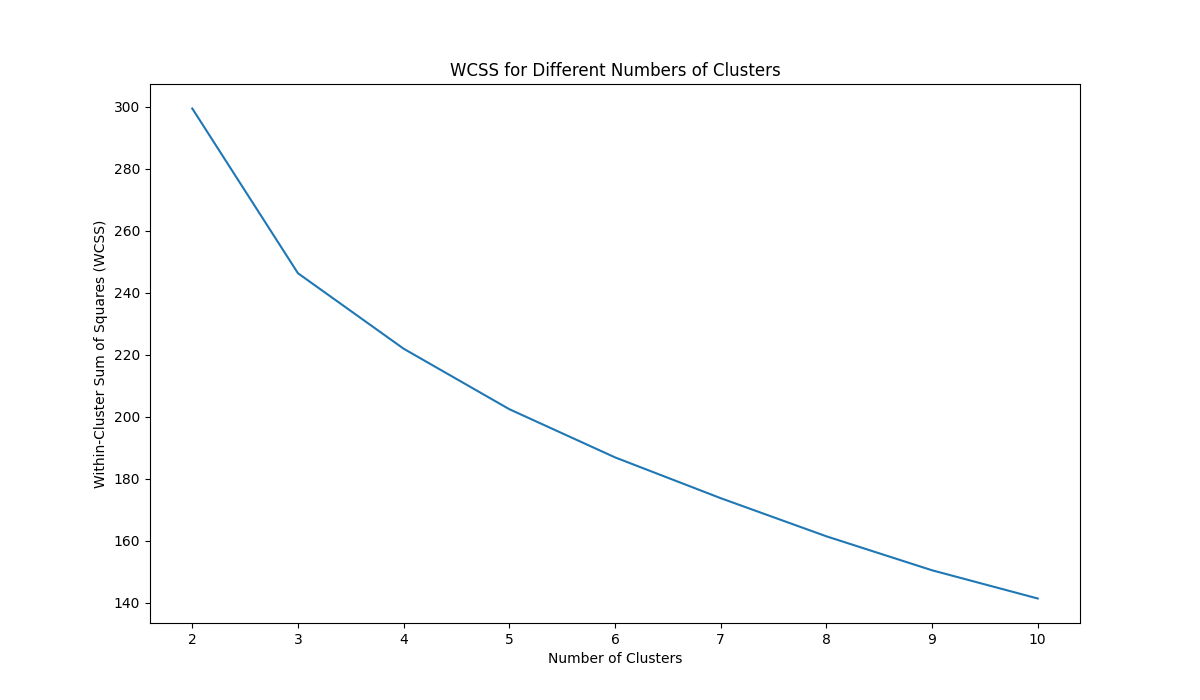 WCSS for Different Numbers of Clusters
300
280
260
240
220
200
180
160
140
Within-Cluster Sum of Squares (WCSS)
2 3 4 5 6 7 8 9 10
Number of Clusters